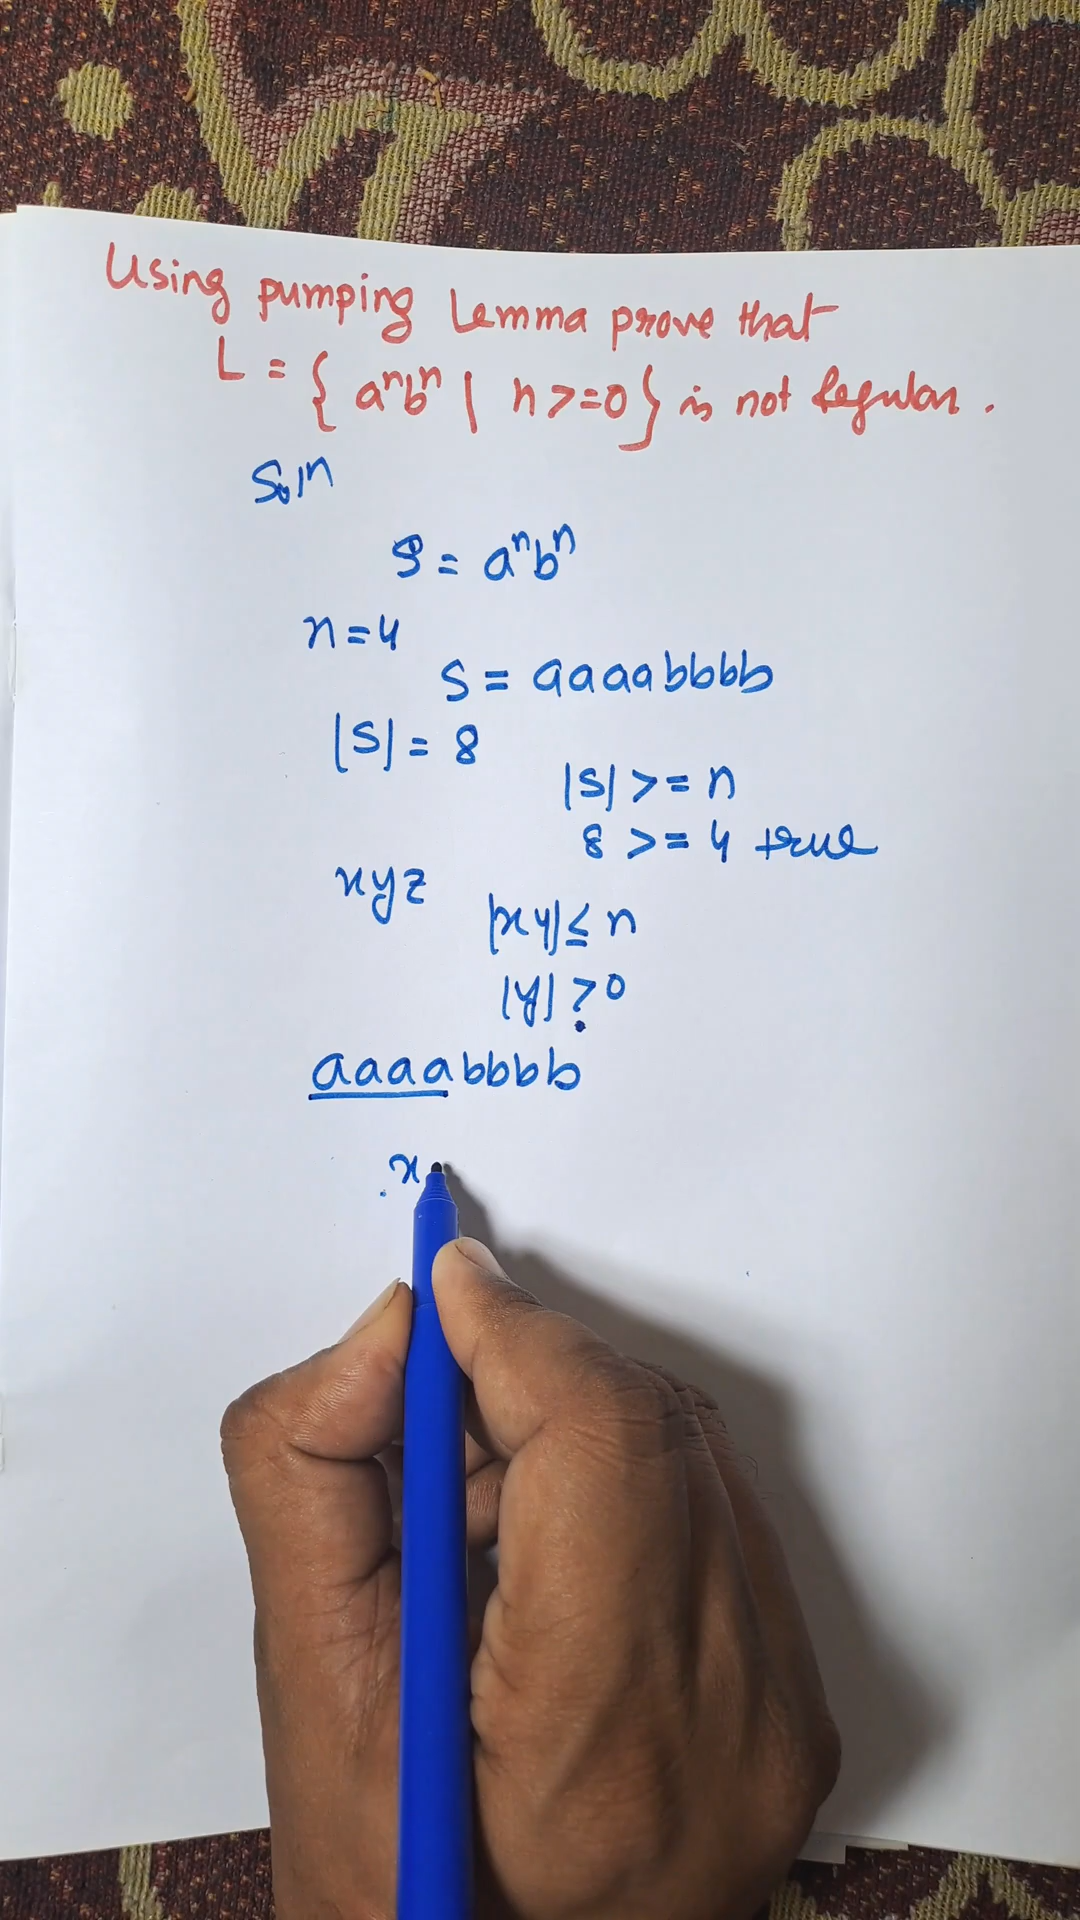 Using pumping Lemma prove that
L = { aⁿbⁿ | n >= 0 } is not Regular.
Soln
S = aⁿbⁿ
n = 4
S = aaaabbbb
|S| = 8
|S| >= n
8 >= 4 true
xyz
|xy| ≤ n
|y| > 0
aaaabbbb
x